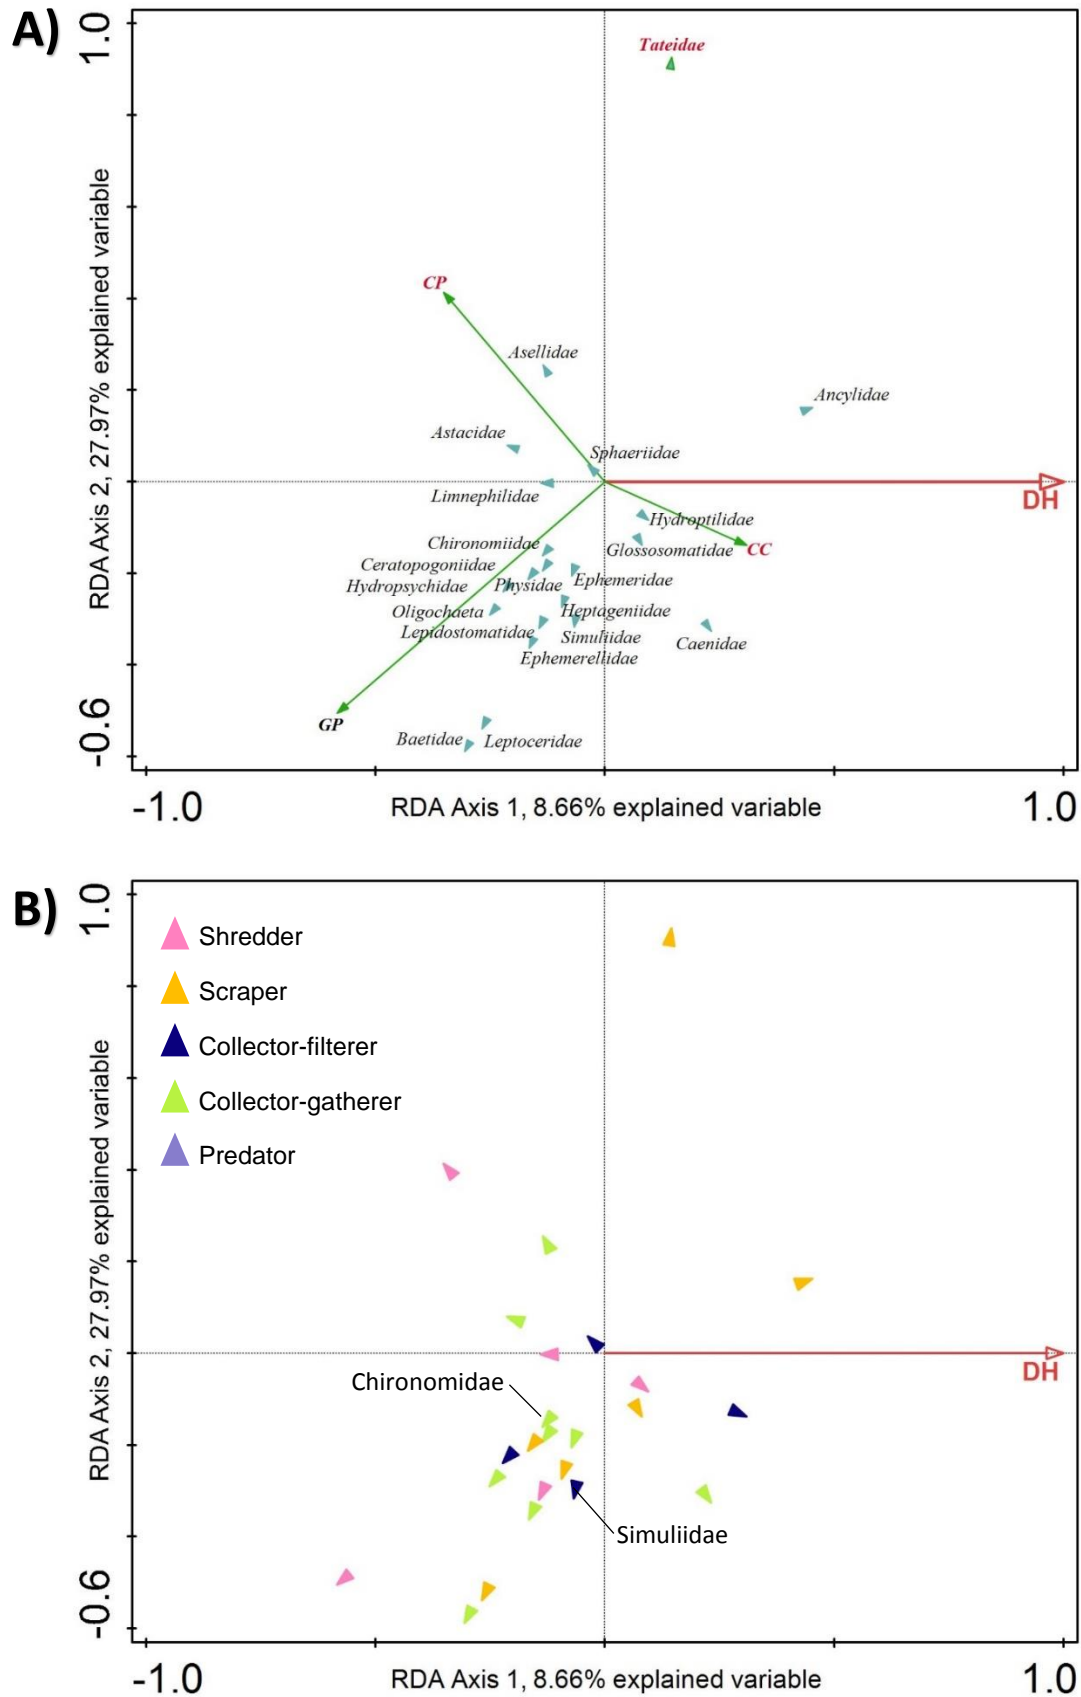 A)
1.0
Tateidae
CP
Asellidae
Ancylidae
Astacidae
Sphaeriidae
Limnephilidae
DH
Hydroptilidae
Chironomiidae
Glossosomatidae
CC
Ceratopogoniidae
Hydropsychidae
Physidae
Ephemeridae
Oligochaeta
Heptageniidae
Lepidostomatidae
Simuliidae
Caenidae
Ephemerellidae
GP
Baetidae
Leptoceridae
RDA Axis 2, 27.97% explained variable
-0.6
-1.0
RDA Axis 1, 8.66% explained variable
1.0
B)
1.0
Shredder
Scraper
Collector-filterer
Collector-gatherer
Predator
DH
Chironomidae
Simuliidae
RDA Axis 2, 27.97% explained variable
-0.6
-1.0
RDA Axis 1, 8.66% explained variable
1.0